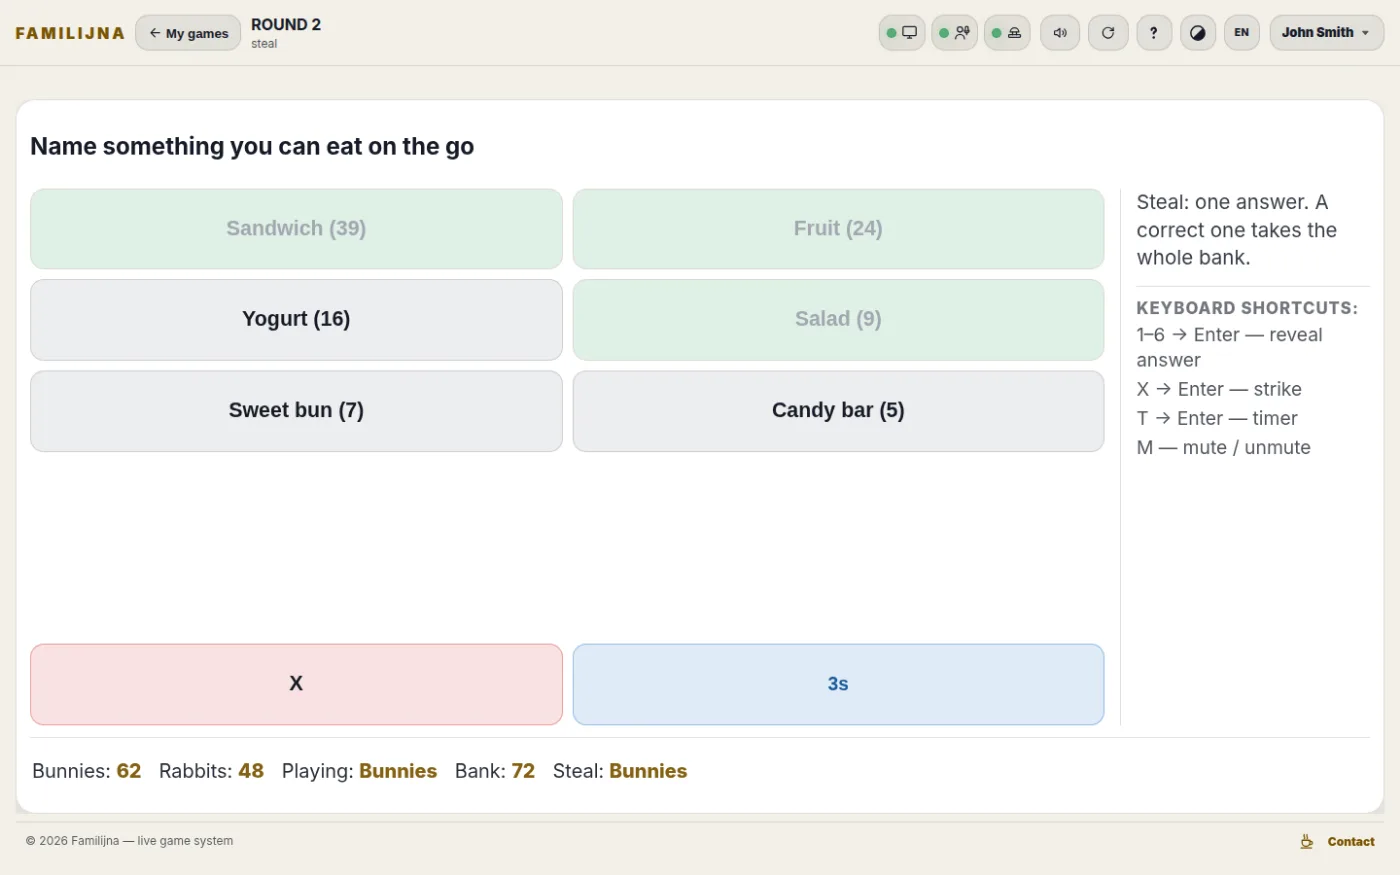 FAMILIJNA
← My games
ROUND 2
steal
?
EN
John Smith
Name something you can eat on the go
Sandwich (39)
Fruit (24)
Yogurt (16)
Salad (9)
Sweet bun (7)
Candy bar (5)
X
3s
Steal: one answer. A
correct one takes the
whole bank.
KEYBOARD SHORTCUTS:
1–6 → Enter — reveal
answer
X → Enter — strike
T → Enter — timer
M — mute / unmute
Bunnies: 62 Rabbits: 48 Playing: Bunnies Bank: 72 Steal: Bunnies
© 2026 Familijna — live game system
Contact